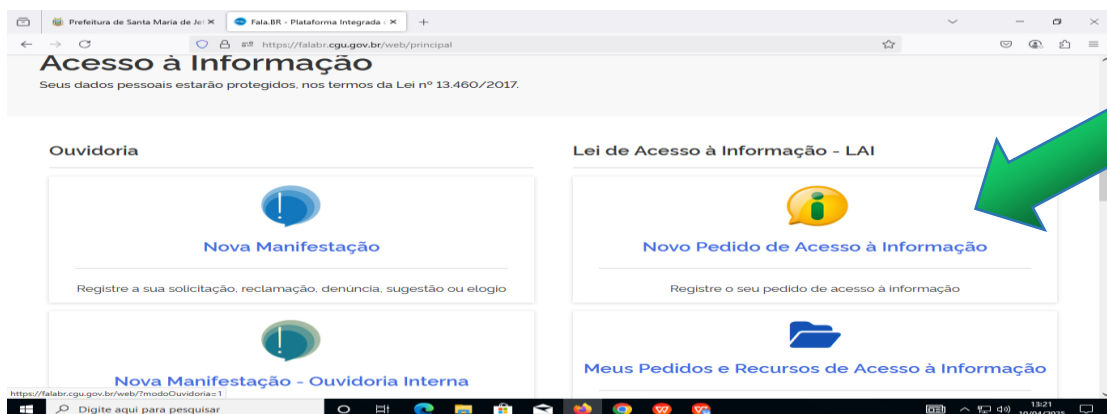 Prefeitura de Santa Maria de Je
Fala.BR - Plataforma Integrada
https://falabr.cgu.gov.br/web/principal
Acesso à Informação
Seus dados pessoais estarão protegidos, nos termos da Lei nº 13.460/2017.
Ouvidoria
Lei de Acesso à Informação - LAI
Nova Manifestação
Novo Pedido de Acesso à Informação
Registre a sua solicitação, reclamação, denúncia, sugestão ou elogio
Registre o seu pedido de acesso à informação
Nova Manifestação - Ouvidoria Interna
Meus Pedidos e Recursos de Acesso à Informação
https://falabr.cgu.gov.br/web/?modoOuvidoria=1
Digite aqui para pesquisar
13:21
10/04/2025